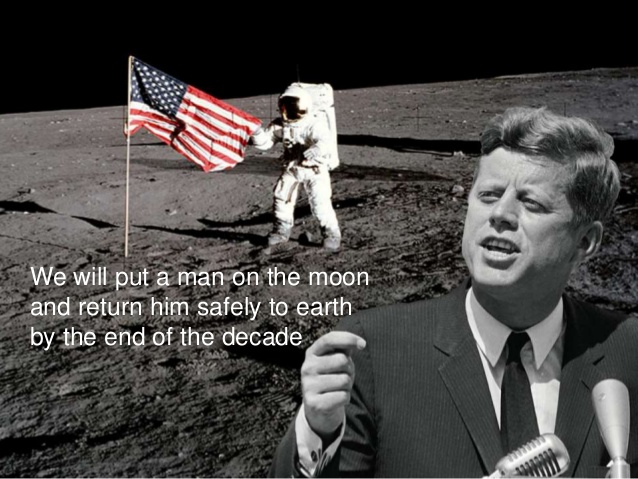 We will put a man on the moon
and return him safely to earth
by the end of the decade